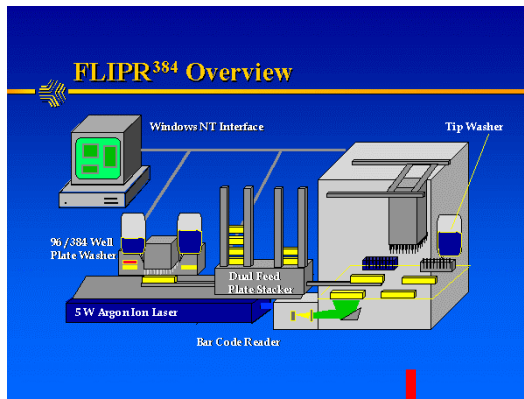 FLIPR384 Overview
Windows NT Interface
Tip Washer
96/384 Well
Plate Washer
Dual Feed
Plate Stacker
5 W Argon Ion Laser
Bar Code Reader